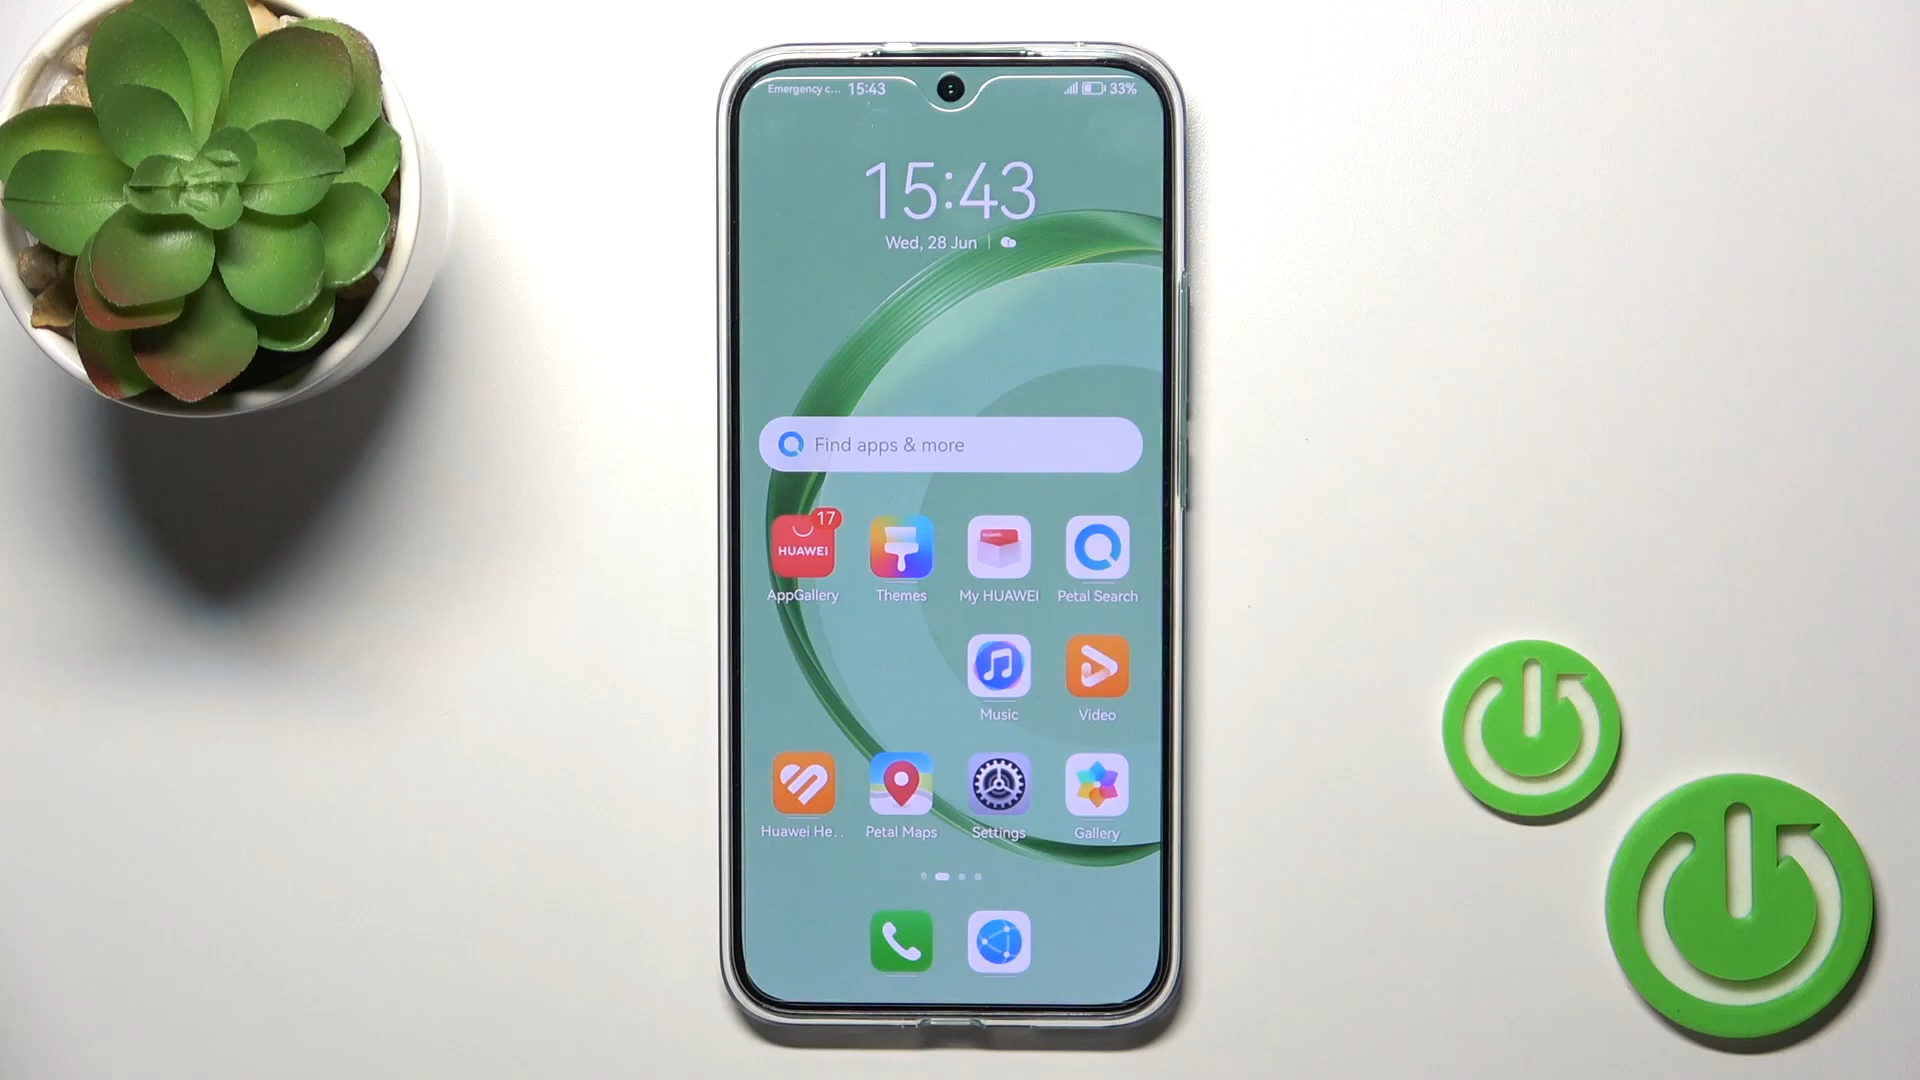 Emergency c... 15:43
33%
15:43
Wed, 28 Jun
Find apps & more
17
HUAWEI
AppGallery Themes My HUAWEI Petal Search
Music Video
Huawei He.. Petal Maps Settings Gallery